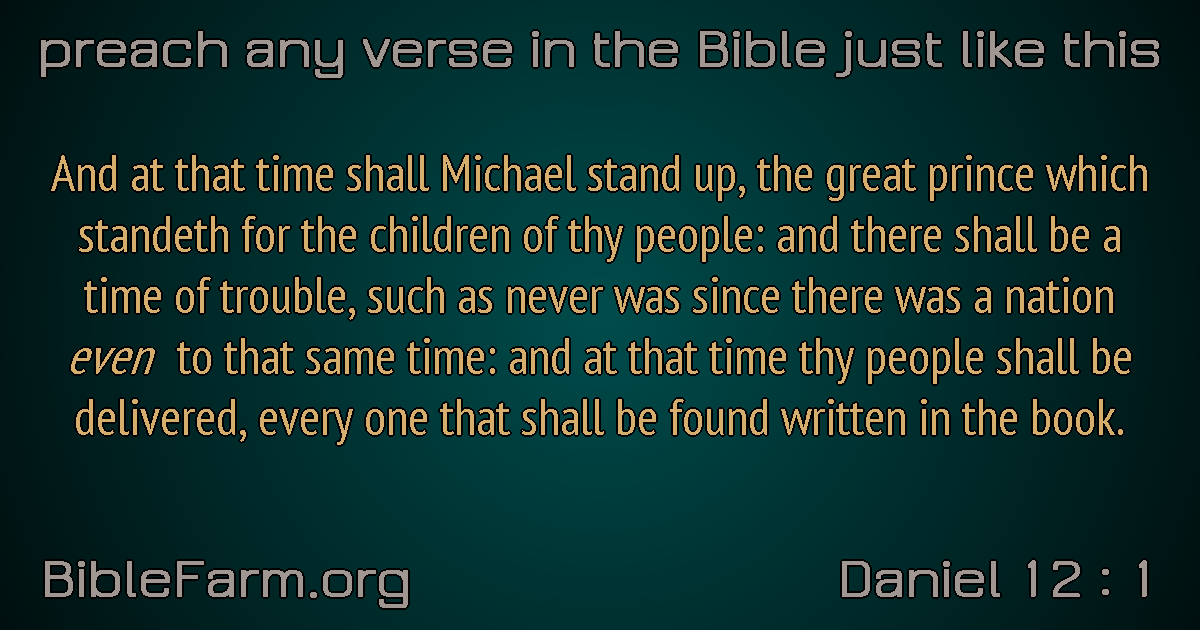 preach any verse in the Bible just like this
And at that time shall Michael stand up, the great prince which
standeth for the children of thy people: and there shall be a
time of trouble, such as never was since there was a nation
even to that same time: and at that time thy people shall be
delivered, every one that shall be found written in the book.
BibleFarm.org
Daniel 12 : 1